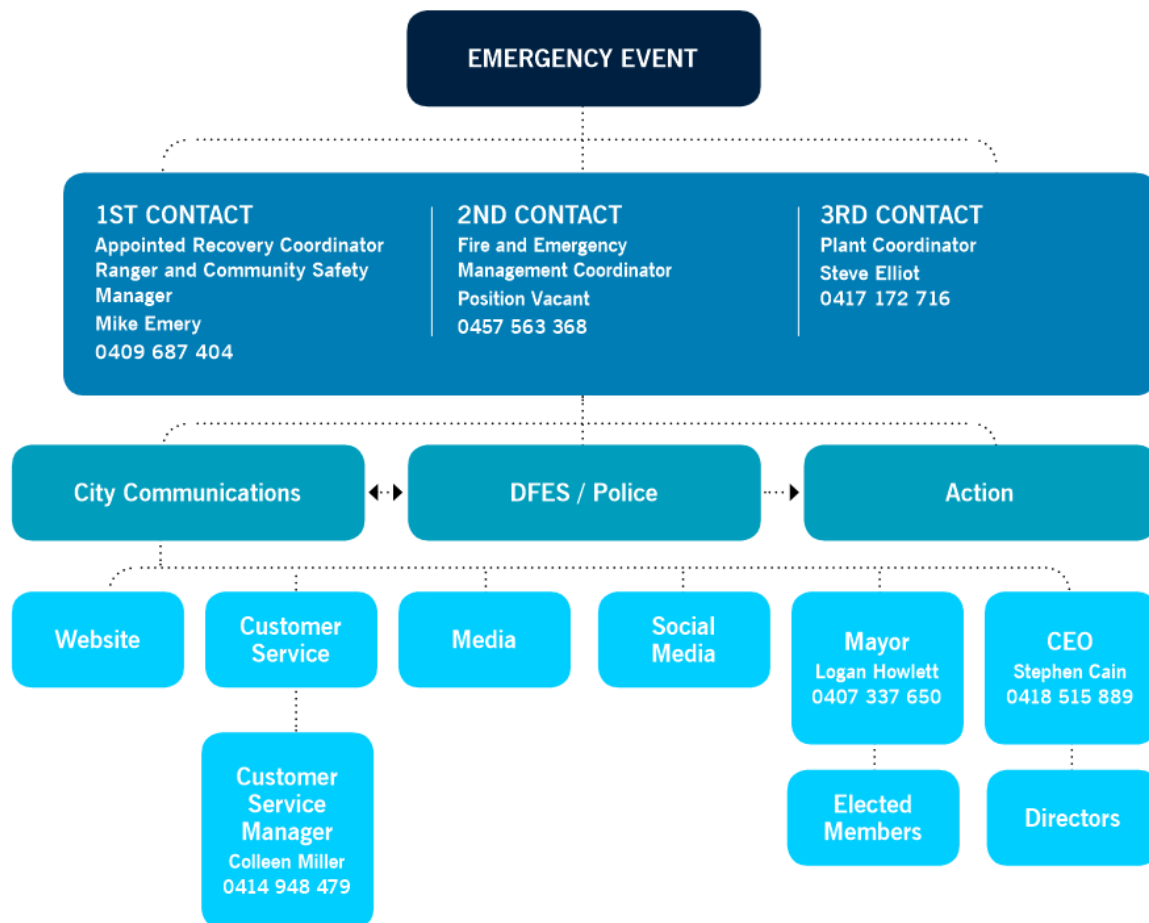 EMERGENCY EVENT
1ST CONTACT
Appointed Recovery Coordinator
Ranger and Community Safety
Manager
Mike Emery
0409 687 404
2ND CONTACT
Fire and Emergency
Management Coordinator
Position Vacant
0457 563 368
3RD CONTACT
Plant Coordinator
Steve Elliot
0417 172 716
City Communications
DFES / Police
Action
Website
Customer
Service
Media
Social
Media
Mayor
Logan Howlett
0407 337 650
CEO
Stephen Cain
0418 515 889
Customer
Service
Manager
Colleen Miller
0414 948 479
Elected
Members
Directors